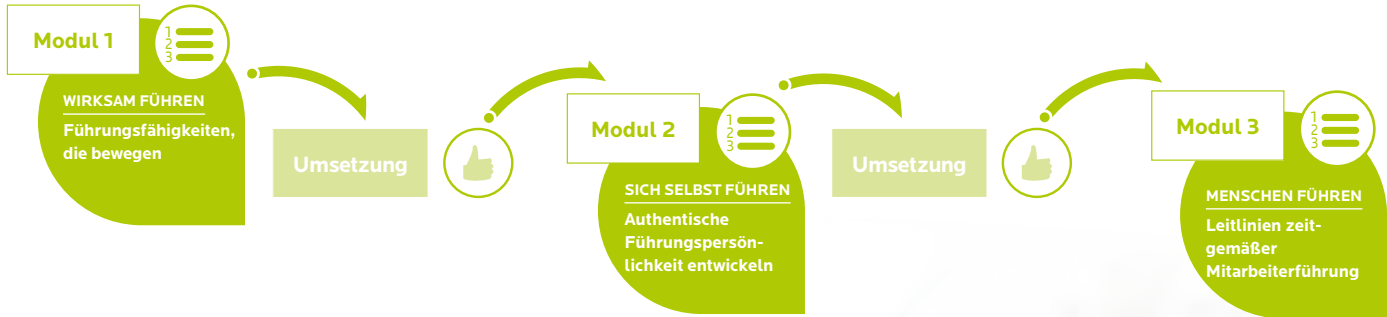 Modul 1
1
2
3
WIRKSAM FÜHREN
Führungsfähigkeiten,
die bewegen
Umsetzung
Modul 2
1
2
3
SICH SELBST FÜHREN
Authentische
Führungspersön-
lichkeit entwickeln
Umsetzung
Modul 3
1
2
3
MENSCHEN FÜHREN
Leitlinien zeit-
gemäßer
Mitarbeiterführung